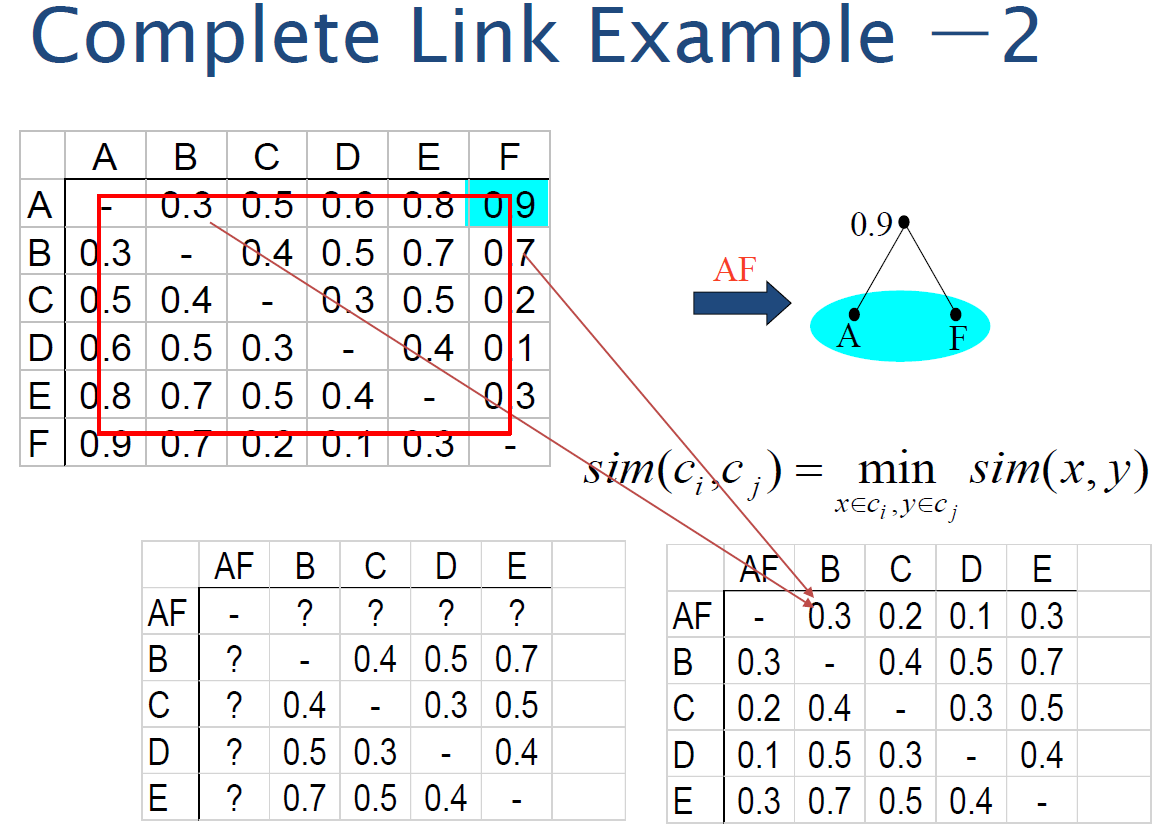 Complete Link Example －2
A B C D E F
A - 0.3 0.5 0.6 0.8 0.9
B 0.3 - 0.4 0.5 0.7 0.7
C 0.5 0.4 - 0.3 0.5 0.2
D 0.6 0.5 0.3 - 0.4 0.1
E 0.8 0.7 0.5 0.4 - 0.3
F 0.9 0.7 0.2 0.1 0.3 -
AF
0.9
A F
sim(c_i,c_j) = min sim(x,y)
x∈c_i,y∈c_j
AF B C D E
AF - ? ? ? ?
B ? - 0.4 0.5 0.7
C ? 0.4 - 0.3 0.5
D ? 0.5 0.3 - 0.4
E ? 0.7 0.5 0.4 -
AF B C D E
AF - 0.3 0.2 0.1 0.3
B 0.3 - 0.4 0.5 0.7
C 0.2 0.4 - 0.3 0.5
D 0.1 0.5 0.3 - 0.4
E 0.3 0.7 0.5 0.4 -